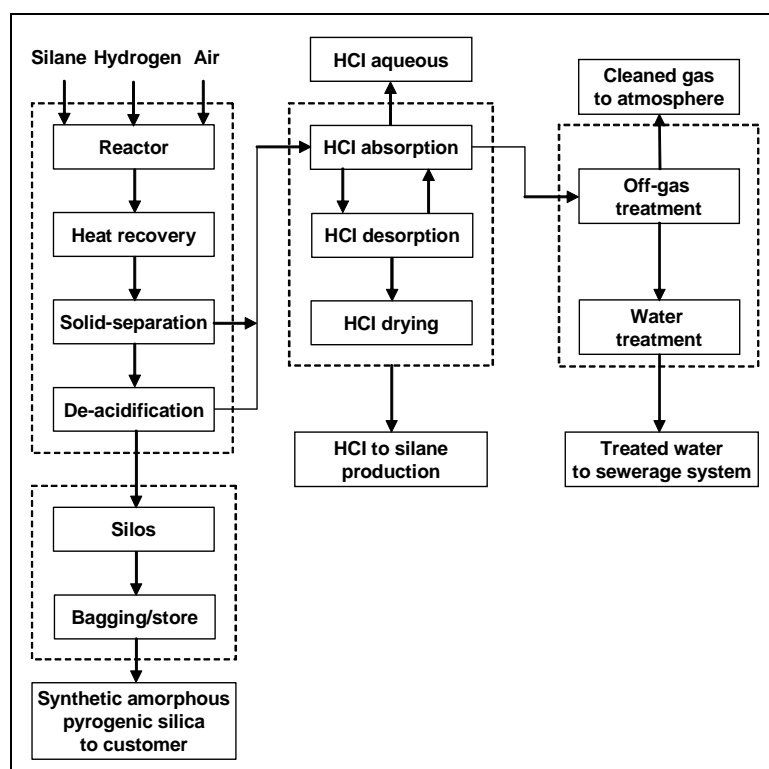 Silane Hydrogen Air
Reactor
Heat recovery
Solid-separation
De-acidification
Silos
Bagging/store
Synthetic amorphous
pyrogenic silica
to customer
HCl aqueous
HCl absorption
HCl desorption
HCl drying
HCl to silane
production
Cleaned gas
to atmosphere
Off-gas
treatment
Water
treatment
Treated water
to sewerage system